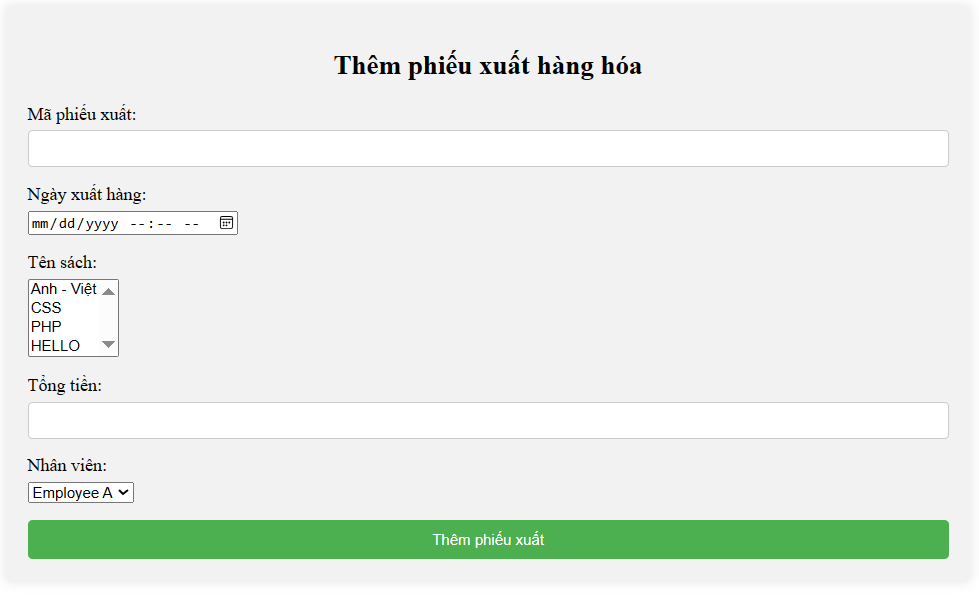 Thêm phiếu xuất hàng hóa
Mã phiếu xuất:
Ngày xuất hàng:
mm/dd/yyyy --:-- --
Tên sách:
Anh - Việt
CSS
PHP
HELLO
Tổng tiền:
Nhân viên:
Employee A
Thêm phiếu xuất